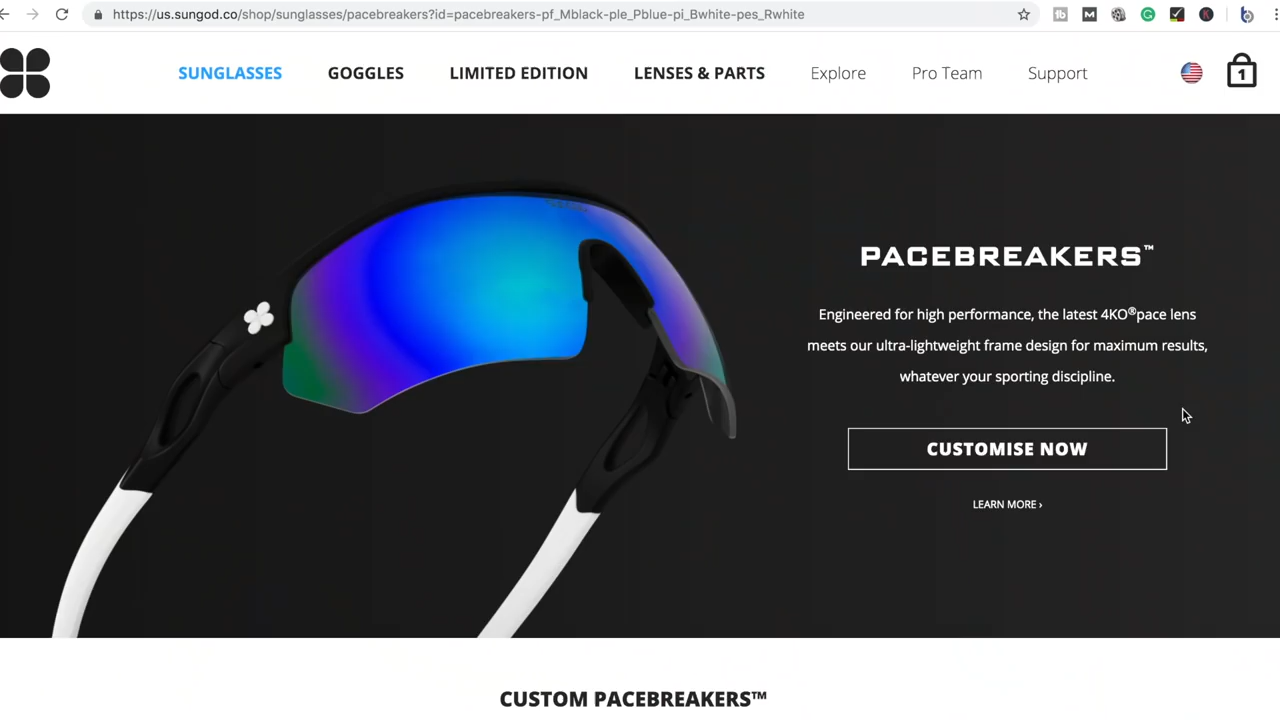 https://us.sungod.co/shop/sunglasses/pacebreakers?id=pacebreakers-pf_Mblack-ple_Pblue-pi_Bwhite-pes_Rwhite
SUNGLASSES GOGGLES LIMITED EDITION LENSES & PARTS Explore Pro Team Support 1
PACEBREAKERS™
Engineered for high performance, the latest 4KO®pace lens
meets our ultra-lightweight frame design for maximum results,
whatever your sporting discipline.
CUSTOMISE NOW
LEARN MORE ›
CUSTOM PACEBREAKERS™